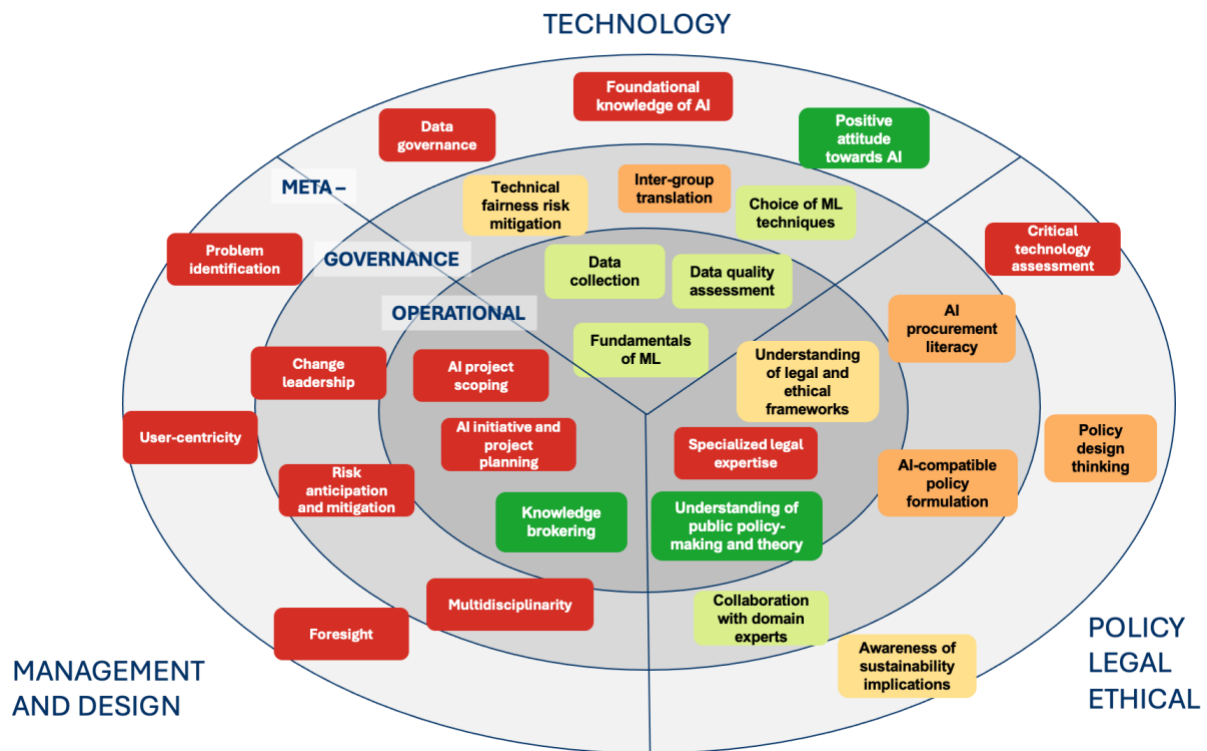 TECHNOLOGY
Foundational
knowledge of AI
Data
governance
Positive
attitude
towards AI
META –
Technical
fairness risk
mitigation
Inter-group
translation
Choice of ML
techniques
Problem
identification
GOVERNANCE
Critical
technology
assessment
Data
collection
Data quality
assessment
OPERATIONAL
AI
procurement
literacy
Fundamentals
of ML
Understanding
of legal and
ethical
frameworks
Change
leadership
AI project
scoping
User-centricity
AI initiative and
project
planning
Specialized legal
expertise
Policy
design
thinking
Risk
anticipation
and mitigation
AI-compatible
policy
formulation
Knowledge
brokering
Understanding of
public policy-
making and theory
Multidisciplinarity
Collaboration
with domain
experts
Foresight
Awareness of
sustainability
implications
MANAGEMENT
AND DESIGN
POLICY
LEGAL
ETHICAL